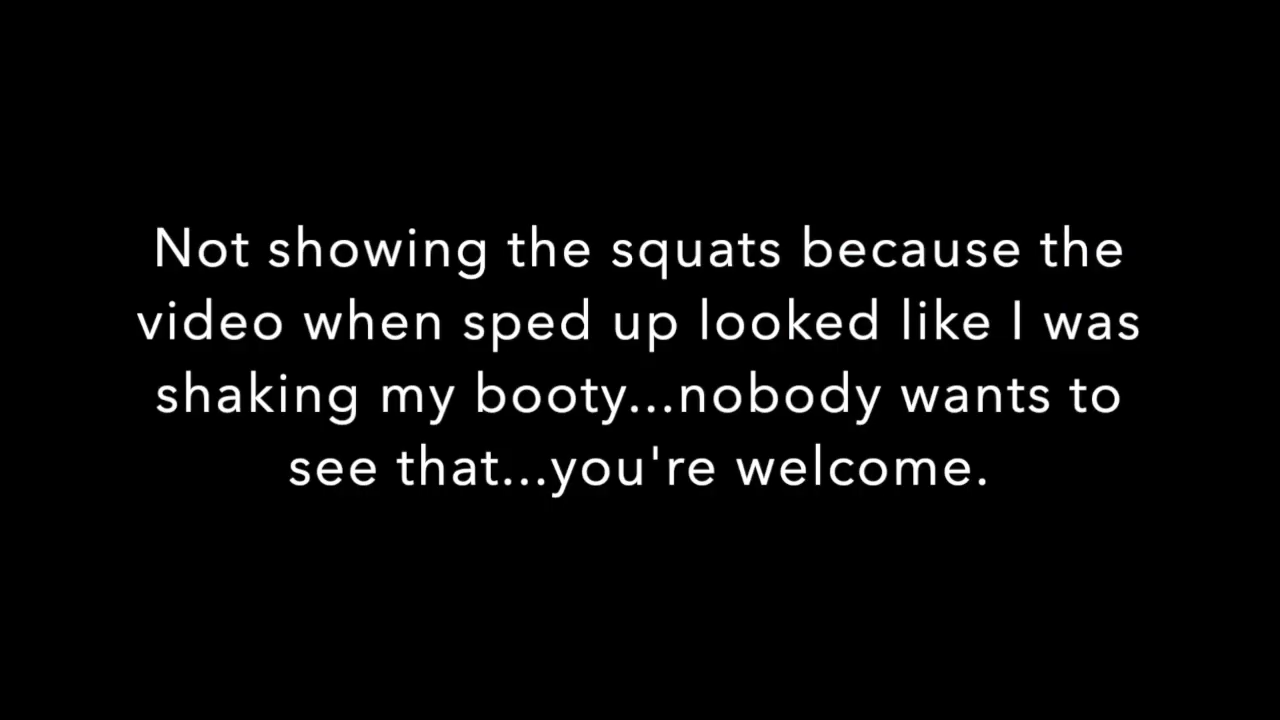 Not showing the squats because the
video when sped up looked like I was
shaking my booty...nobody wants to
see that...you're welcome.